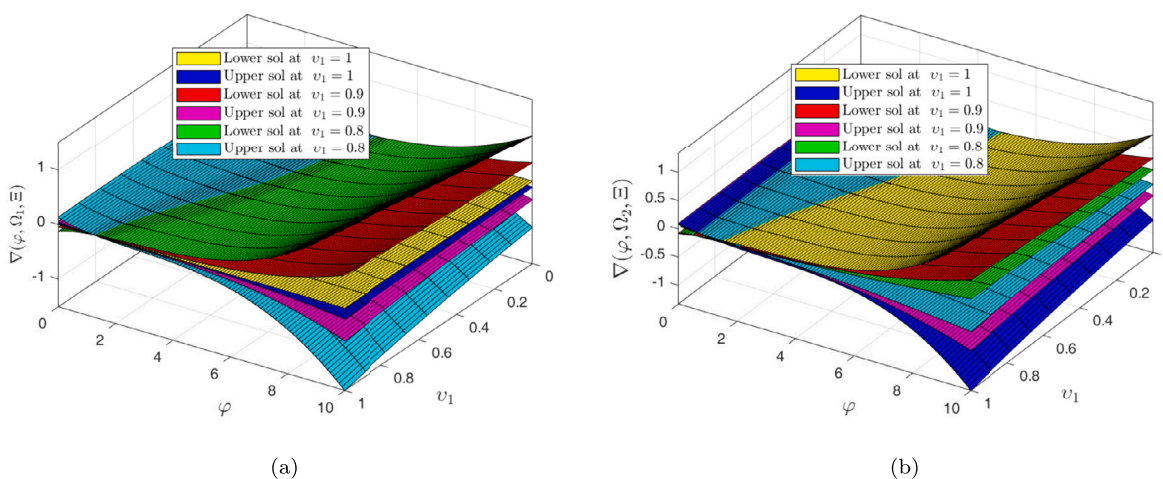 Lower sol at υ₁ = 1
Upper sol at υ₁ = 1
Lower sol at υ₁ = 0.9
Upper sol at υ₁ = 0.9
Lower sol at υ₁ = 0.8
Upper sol at υ₁ = 0.8
∇(φ, Ω₁, Ξ)
1
0
-1
0
2
4
6
8
10
φ
0
0.2
0.4
0.6
0.8
1
υ₁
(a)
Lower sol at υ₁ = 1
Upper sol at υ₁ = 1
Lower sol at υ₁ = 0.9
Upper sol at υ₁ = 0.9
Lower sol at υ₁ = 0.8
Upper sol at υ₁ = 0.8
∇(φ, Ω₂, Ξ)
1
0.5
0
-0.5
-1
0
2
4
6
8
10
φ
0.2
0.4
0.6
0.8
1
υ₁
(b)